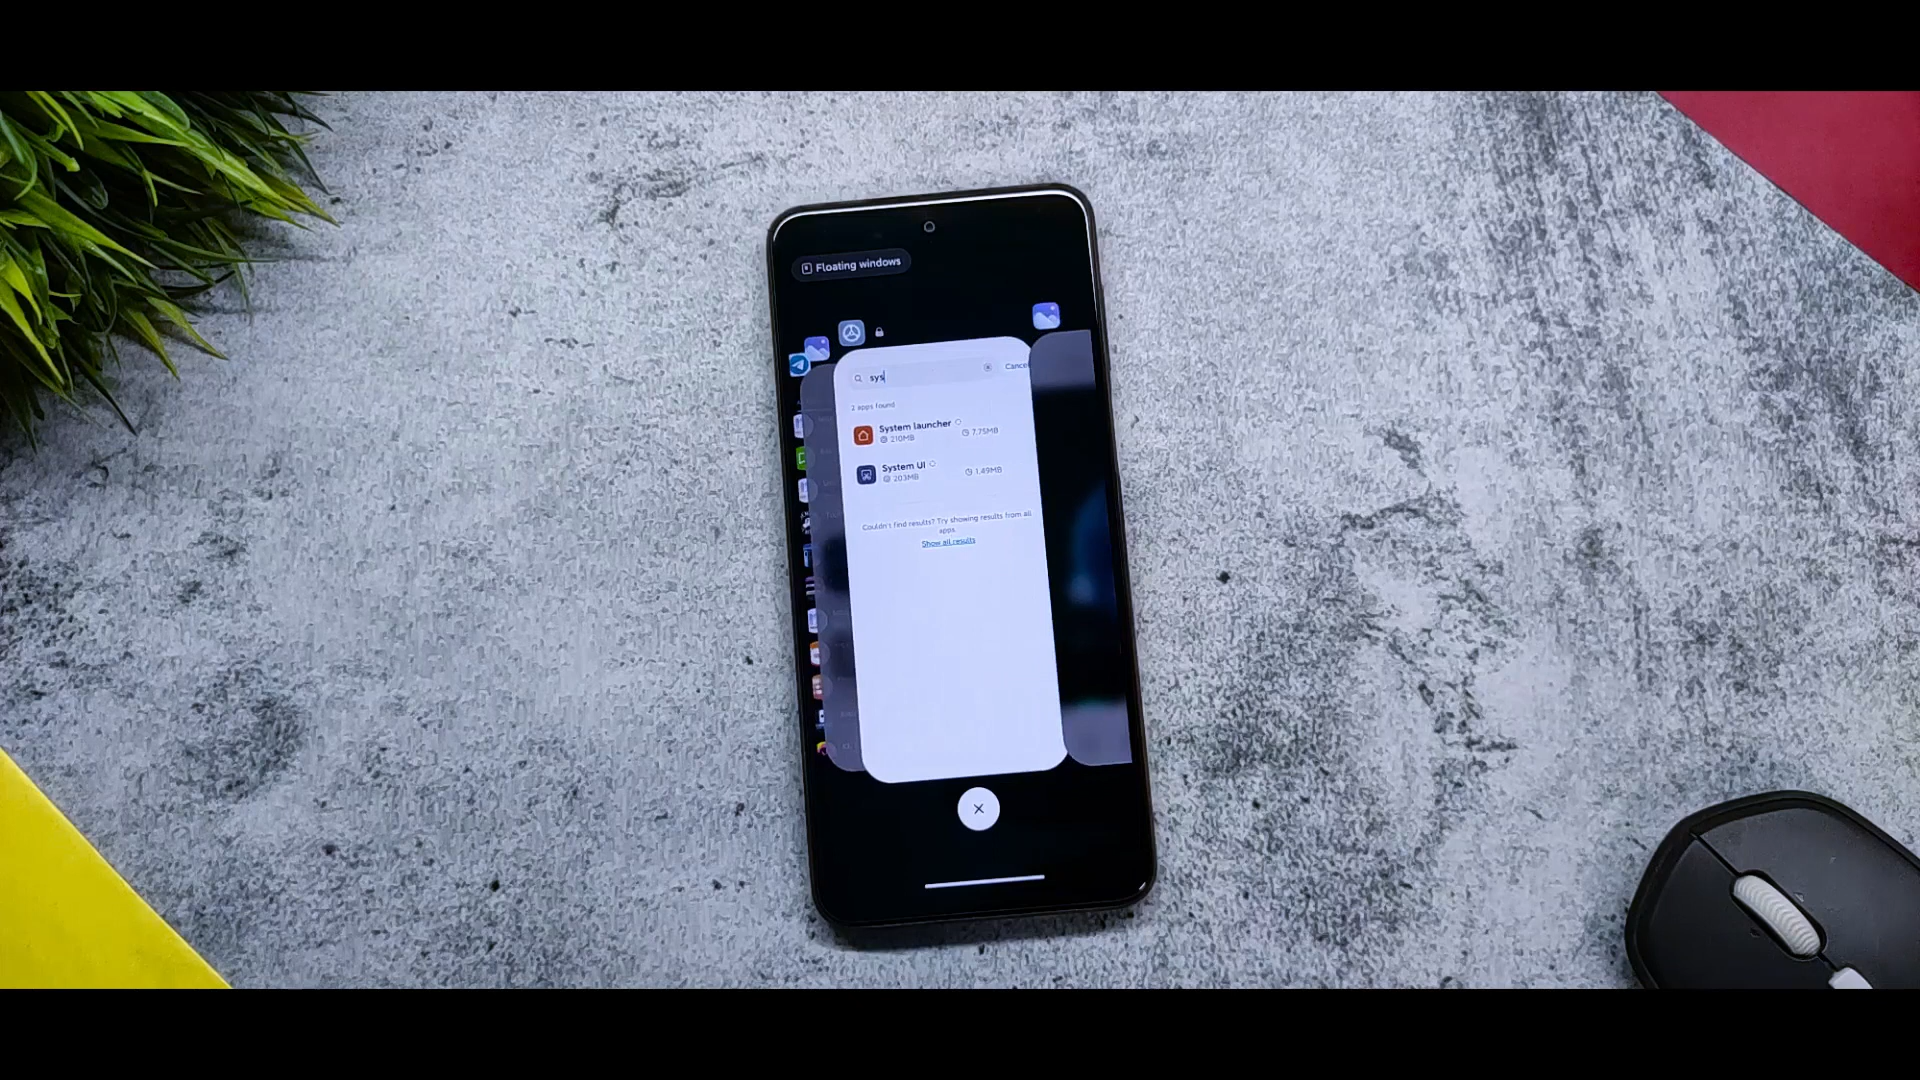 Floating windows
sys
Cancel
2 apps found
System launcher
210MB
7.75MB
System UI
203MB
1.49MB
Couldn't find results? Try showing results from all
apps
Show all results